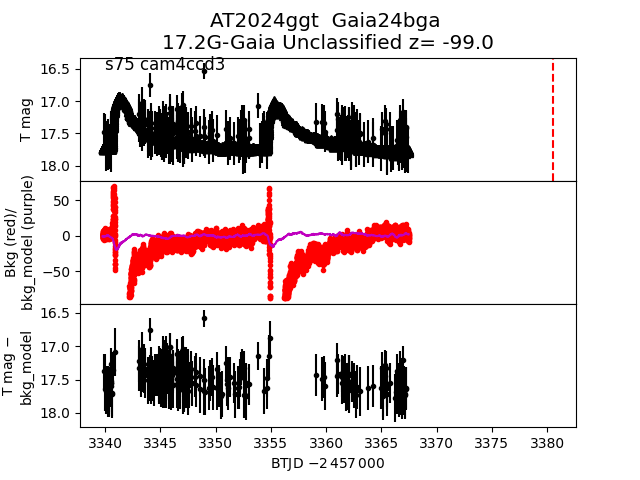 AT2024ggt  Gaia24bga
17.2G-Gaia Unclassified z= -99.0
s75 cam4ccd3
16.5
17.0
17.5
18.0
T mag
50
0
−50
Bkg (red)/
bkg_model (purple)
16.5
17.0
17.5
18.0
T mag −
bkg_model
3340 3345 3350 3355 3360 3365 3370 3375 3380
BTJD −2 457 000